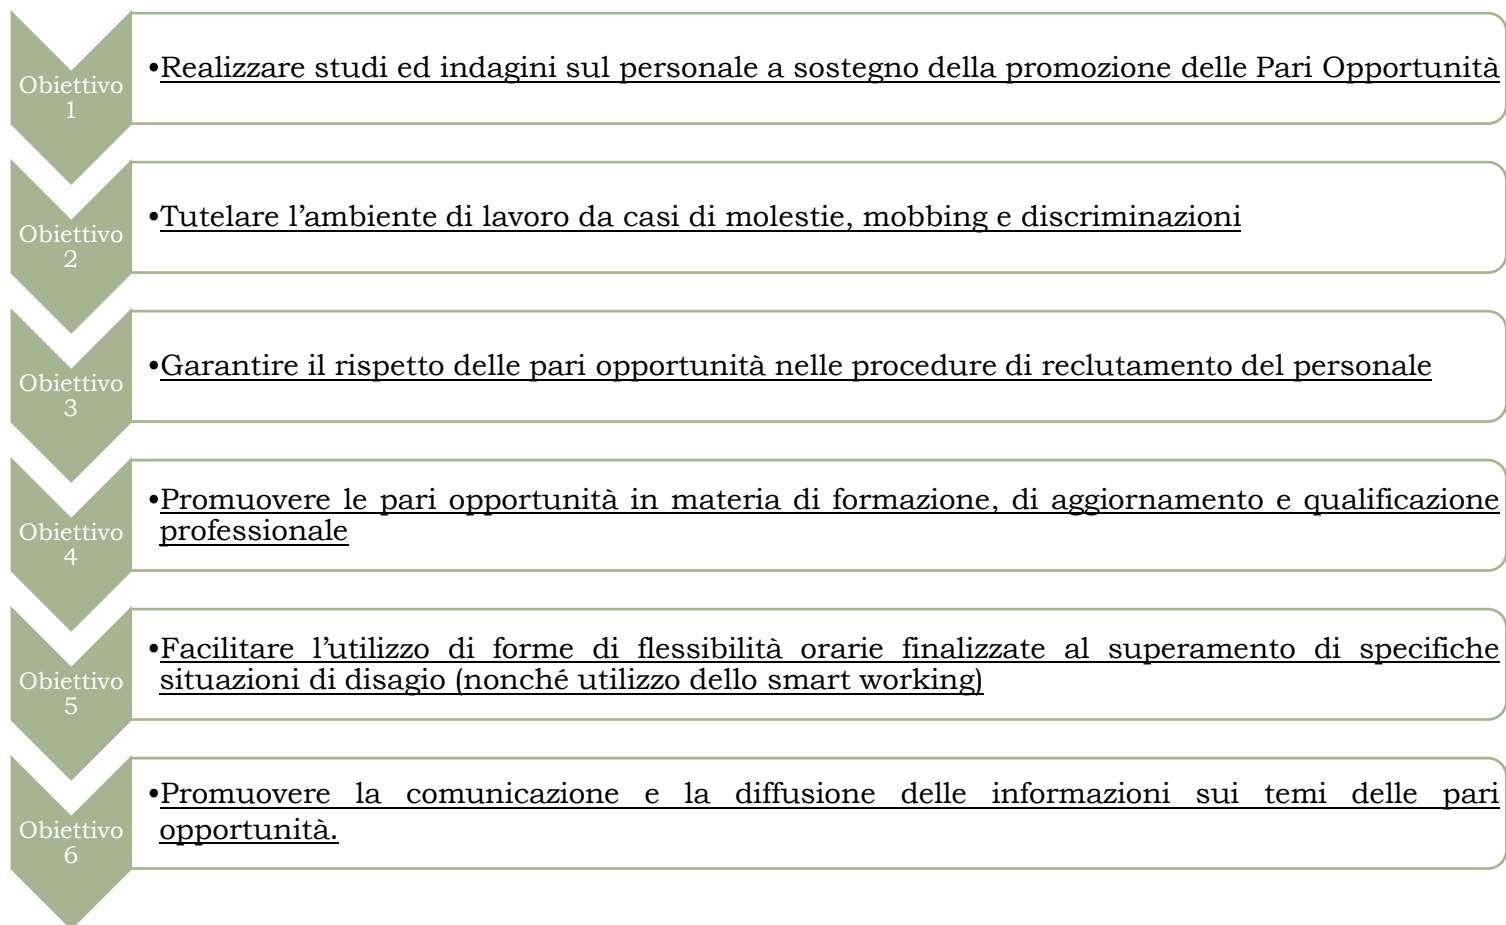 Obiettivo
1
•Realizzare studi ed indagini sul personale a sostegno della promozione delle Pari Opportunità
Obiettivo
2
•Tutelare l’ambiente di lavoro da casi di molestie, mobbing e discriminazioni
Obiettivo
3
•Garantire il rispetto delle pari opportunità nelle procedure di reclutamento del personale
Obiettivo
4
•Promuovere le pari opportunità in materia di formazione, di aggiornamento e qualificazione
professionale
Obiettivo
5
•Facilitare l’utilizzo di forme di flessibilità orarie finalizzate al superamento di specifiche
situazioni di disagio (nonché utilizzo dello smart working)
Obiettivo
6
•Promuovere la comunicazione e la diffusione delle informazioni sui temi delle pari
opportunità.